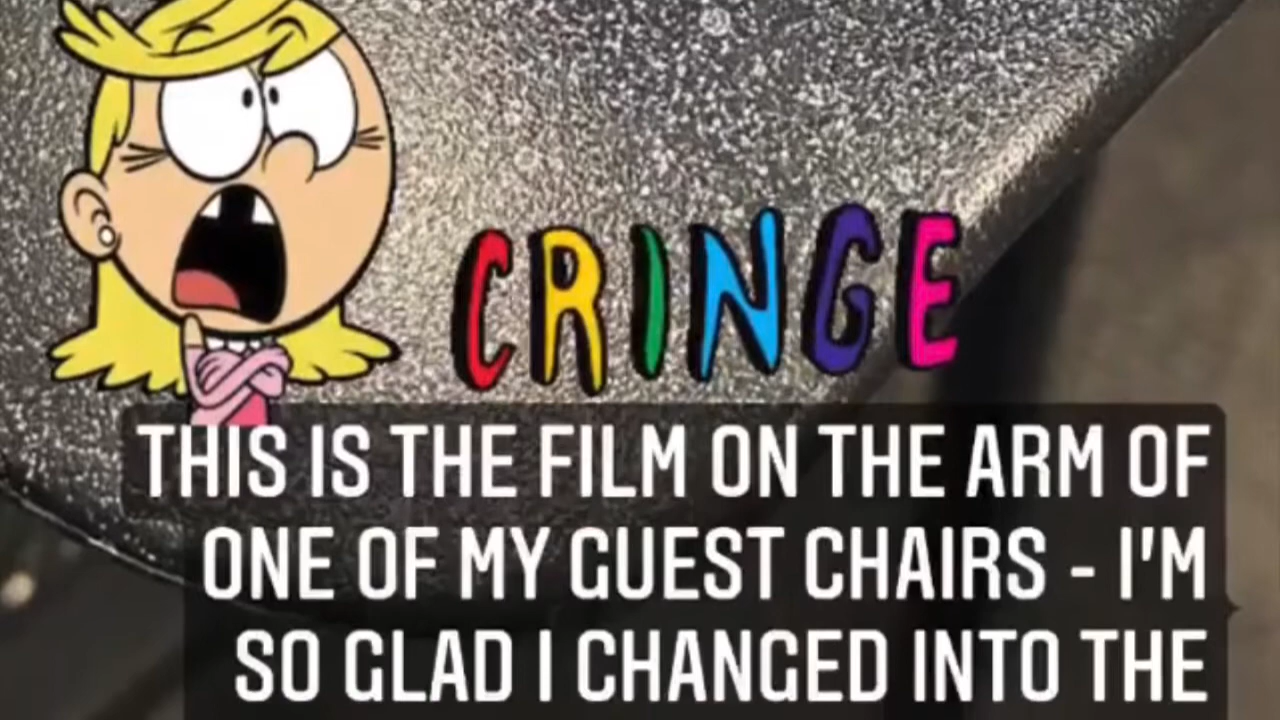 CRINGE
THIS IS THE FILM ON THE ARM OF
ONE OF MY GUEST CHAIRS - I'M
SO GLAD I CHANGED INTO THE